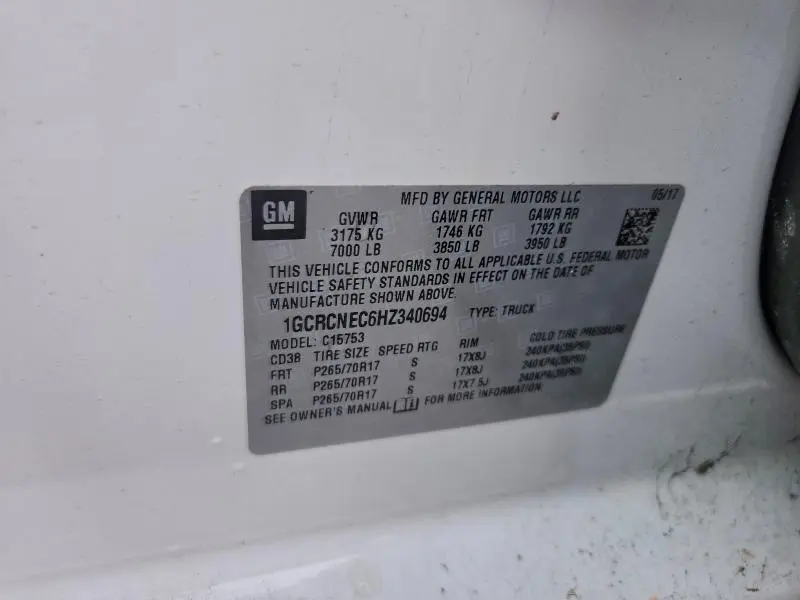 GM
MFD BY GENERAL MOTORS LLC 05/17
GVWR GAWR FRT GAWR RR
3175 KG 1746 KG 1792 KG
7000 LB 3850 LB 3950 LB
THIS VEHICLE CONFORMS TO ALL APPLICABLE U.S. FEDERAL MOTOR
VEHICLE SAFETY STANDARDS IN EFFECT ON THE DATE OF
MANUFACTURE SHOWN ABOVE.
1GCRCNEC6HZ340694 TYPE: TRUCK
MODEL: C15753
CD38 TIRE SIZE SPEED RTG RIM COLD TIRE PRESSURE
FRT P265/70R17 S 17X8J 240KPA(35PSI)
RR P265/70R17 S 17X8J 240KPA(35PSI)
SPA P265/70R17 S 17X7.5J 240KPA(35PSI)
SEE OWNER'S MANUAL FOR MORE INFORMATION.